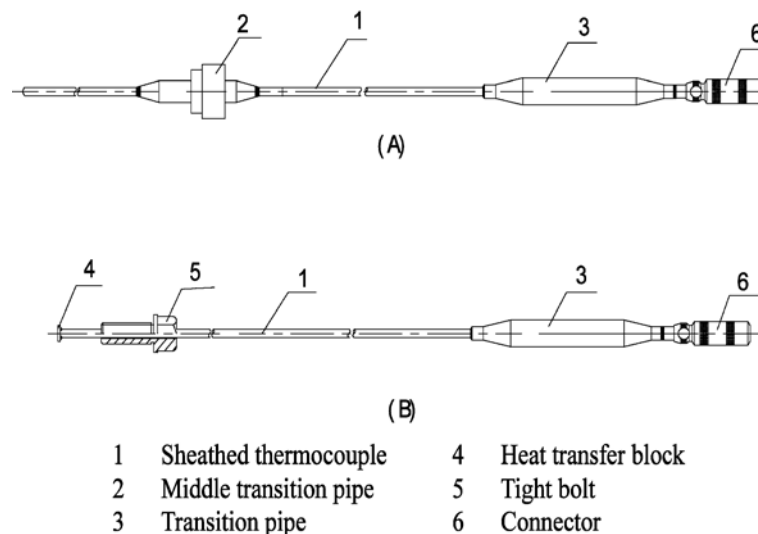 2 1 3 6
(A)
4 5 1 3 6
(B)
1 Sheathed thermocouple 4 Heat transfer block
2 Middle transition pipe 5 Tight bolt
3 Transition pipe 6 Connector